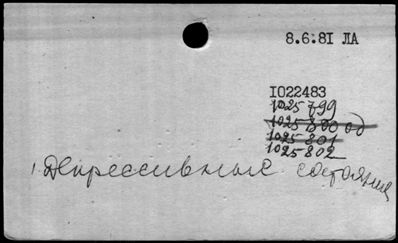 8.6.81 ЛА
I022483
1025799
1025800 од
1025801
1025802
Депрессивные состояния